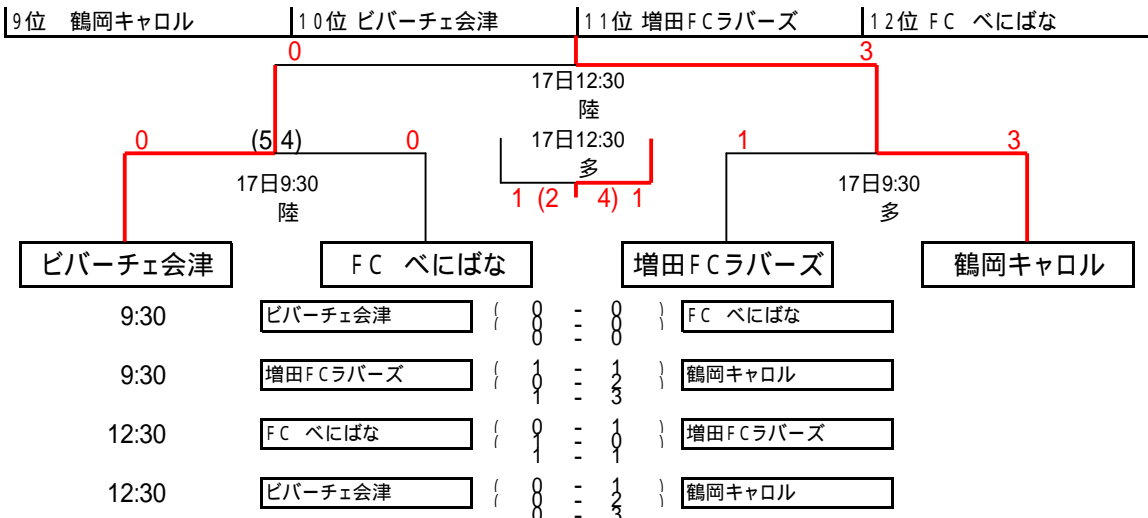 9位 鶴岡キャロル 10位 ビバーチェ会津 11位 増田FCラバーズ 12位 FC べにばな
0 3
17日12:30
陸
0 (5 4) 0 17日12:30 1 3
多
17日9:30 1 (2 4) 1 17日9:30
陸 多
ビバーチェ会津 FC べにばな 増田FCラバーズ 鶴岡キャロル
9:30 ビバーチェ会津 ( 0 - 0 ) FC べにばな
( 0 - 0 )
0 - 0
9:30 増田FCラバーズ ( 1 - 1 ) 鶴岡キャロル
( 0 - 2 )
1 - 3
12:30 FC べにばな ( 0 - 1 ) 増田FCラバーズ
( 1 - 0 )
1 - 1
12:30 ビバーチェ会津 ( 0 - 1 ) 鶴岡キャロル
( 0 - 2 )
0 - 3